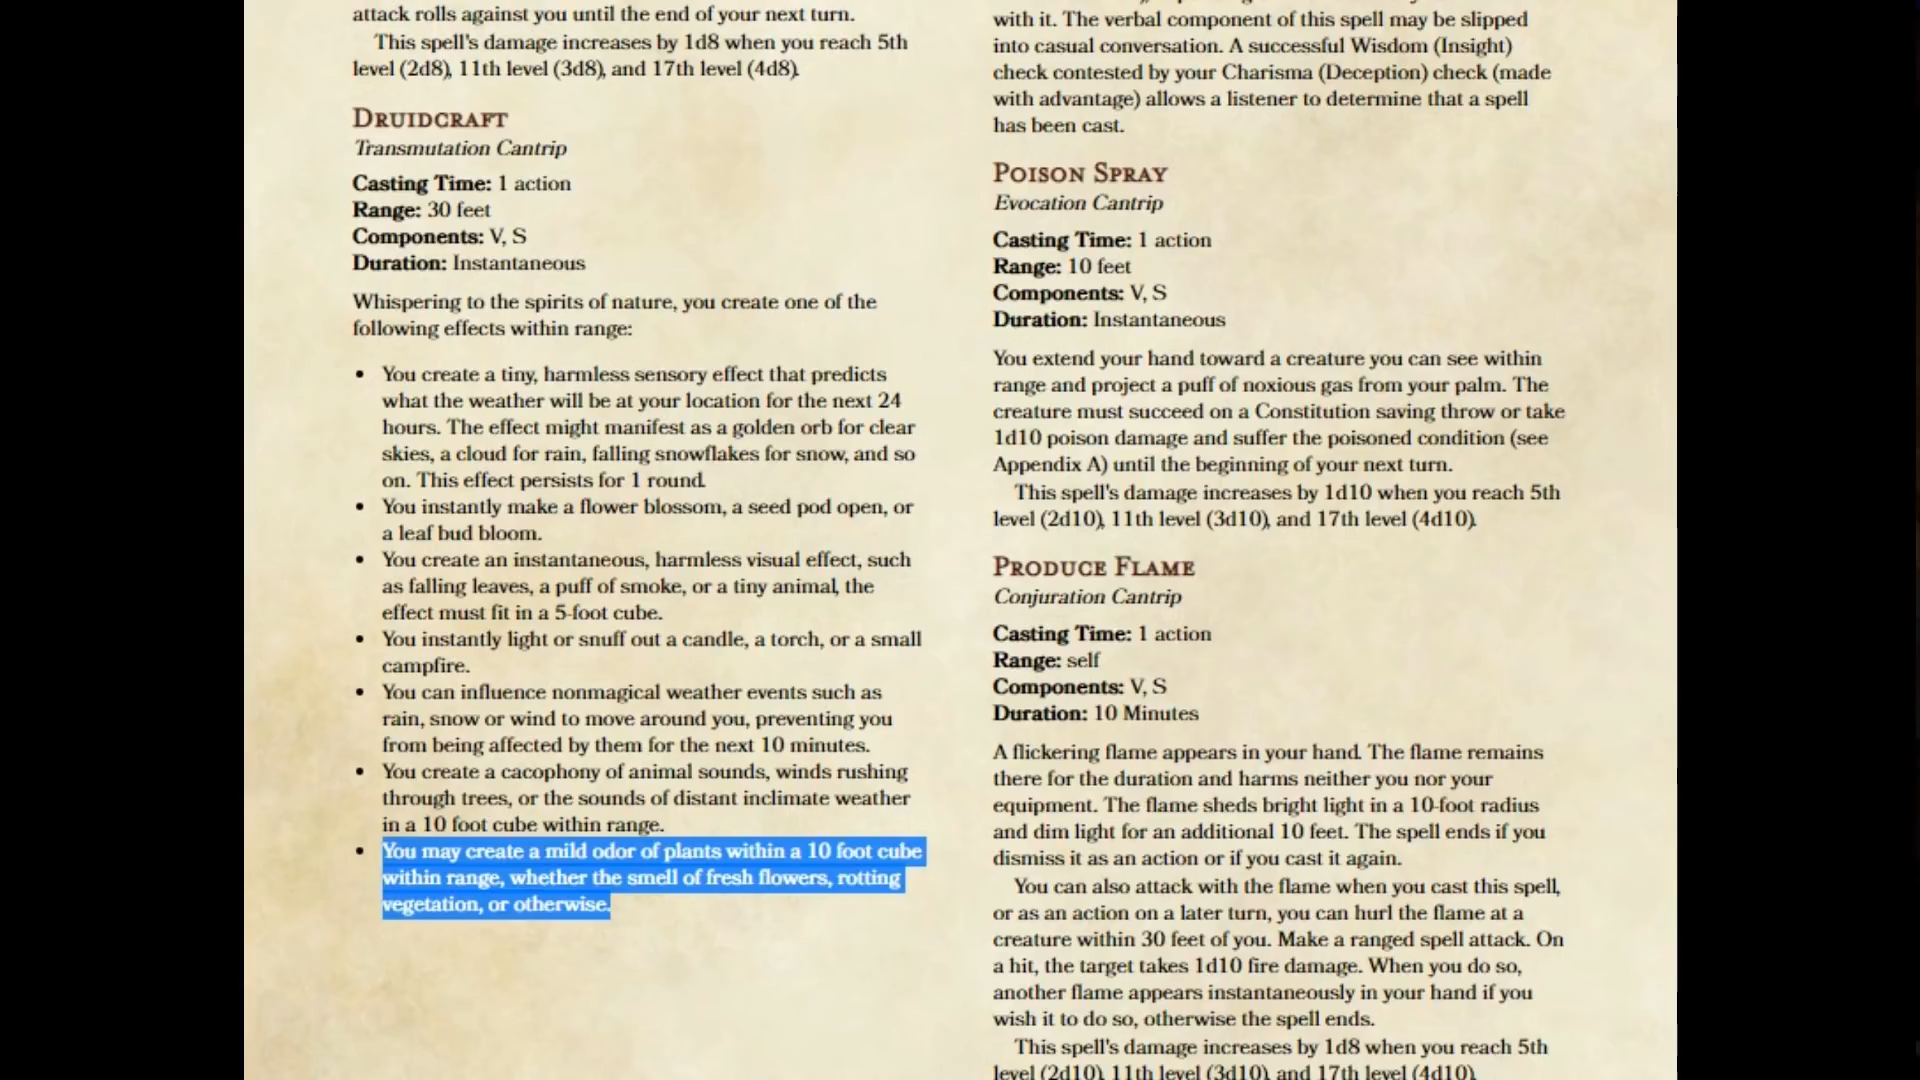 attack rolls against you until the end of your next turn.
This spell's damage increases by 1d8 when you reach 5th
level (2d8), 11th level (3d8), and 17th level (4d8).
DRUIDCRAFT
Transmutation Cantrip
Casting Time: 1 action
Range: 30 feet
Components: V, S
Duration: Instantaneous
Whispering to the spirits of nature, you create one of the
following effects within range:
• You create a tiny, harmless sensory effect that predicts
what the weather will be at your location for the next 24
hours. The effect might manifest as a golden orb for clear
skies, a cloud for rain, falling snowflakes for snow, and so
on. This effect persists for 1 round.
• You instantly make a flower blossom, a seed pod open, or
a leaf bud bloom.
• You create an instantaneous, harmless visual effect, such
as falling leaves, a puff of smoke, or a tiny animal, the
effect must fit in a 5-foot cube.
• You instantly light or snuff out a candle, a torch, or a small
campfire.
• You can influence nonmagical weather events such as
rain, snow or wind to move around you, preventing you
from being affected by them for the next 10 minutes.
• You create a cacophony of animal sounds, winds rushing
through trees, or the sounds of distant inclimate weather
in a 10 foot cube within range.
• You may create a mild odor of plants within a 10 foot cube
within range, whether the smell of fresh flowers, rotting
vegetation, or otherwise.
with it. The verbal component of this spell may be slipped
into casual conversation. A successful Wisdom (Insight)
check contested by your Charisma (Deception) check (made
with advantage) allows a listener to determine that a spell
has been cast.
POISON SPRAY
Evocation Cantrip
Casting Time: 1 action
Range: 10 feet
Components: V, S
Duration: Instantaneous
You extend your hand toward a creature you can see within
range and project a puff of noxious gas from your palm. The
creature must succeed on a Constitution saving throw or take
1d10 poison damage and suffer the poisoned condition (see
Appendix A) until the beginning of your next turn.
This spell's damage increases by 1d10 when you reach 5th
level (2d10), 11th level (3d10), and 17th level (4d10).
PRODUCE FLAME
Conjuration Cantrip
Casting Time: 1 action
Range: self
Components: V, S
Duration: 10 Minutes
A flickering flame appears in your hand. The flame remains
there for the duration and harms neither you nor your
equipment. The flame sheds bright light in a 10-foot radius
and dim light for an additional 10 feet. The spell ends if you
dismiss it as an action or if you cast it again.
You can also attack with the flame when you cast this spell,
or as an action on a later turn, you can hurl the flame at a
creature within 30 feet of you. Make a ranged spell attack. On
a hit, the target takes 1d10 fire damage. When you do so,
another flame appears instantaneously in your hand if you
wish it to do so, otherwise the spell ends.
This spell's damage increases by 1d8 when you reach 5th
level (2d10), 11th level (3d10), and 17th level (4d10).